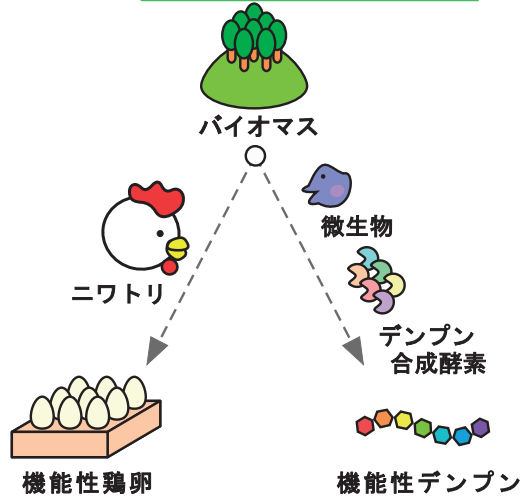 バイオマス
微生物
ニワトリ
デンプン
合成酵素
機能性鶏卵
機能性デンプン